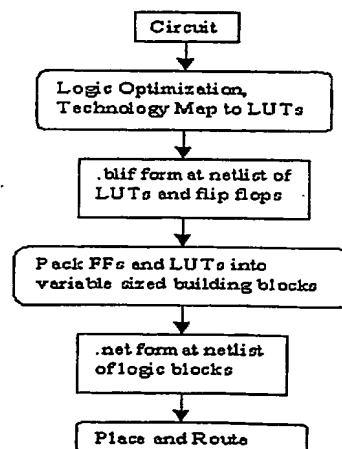 Circuit
Logic Optimization,
Technology Map to LUTs
.blif format netlist of
LUTs and flip flops
Pack FFs and LUTs into
variable sized building blocks
.net format netlist
of logic blocks
Place and Route